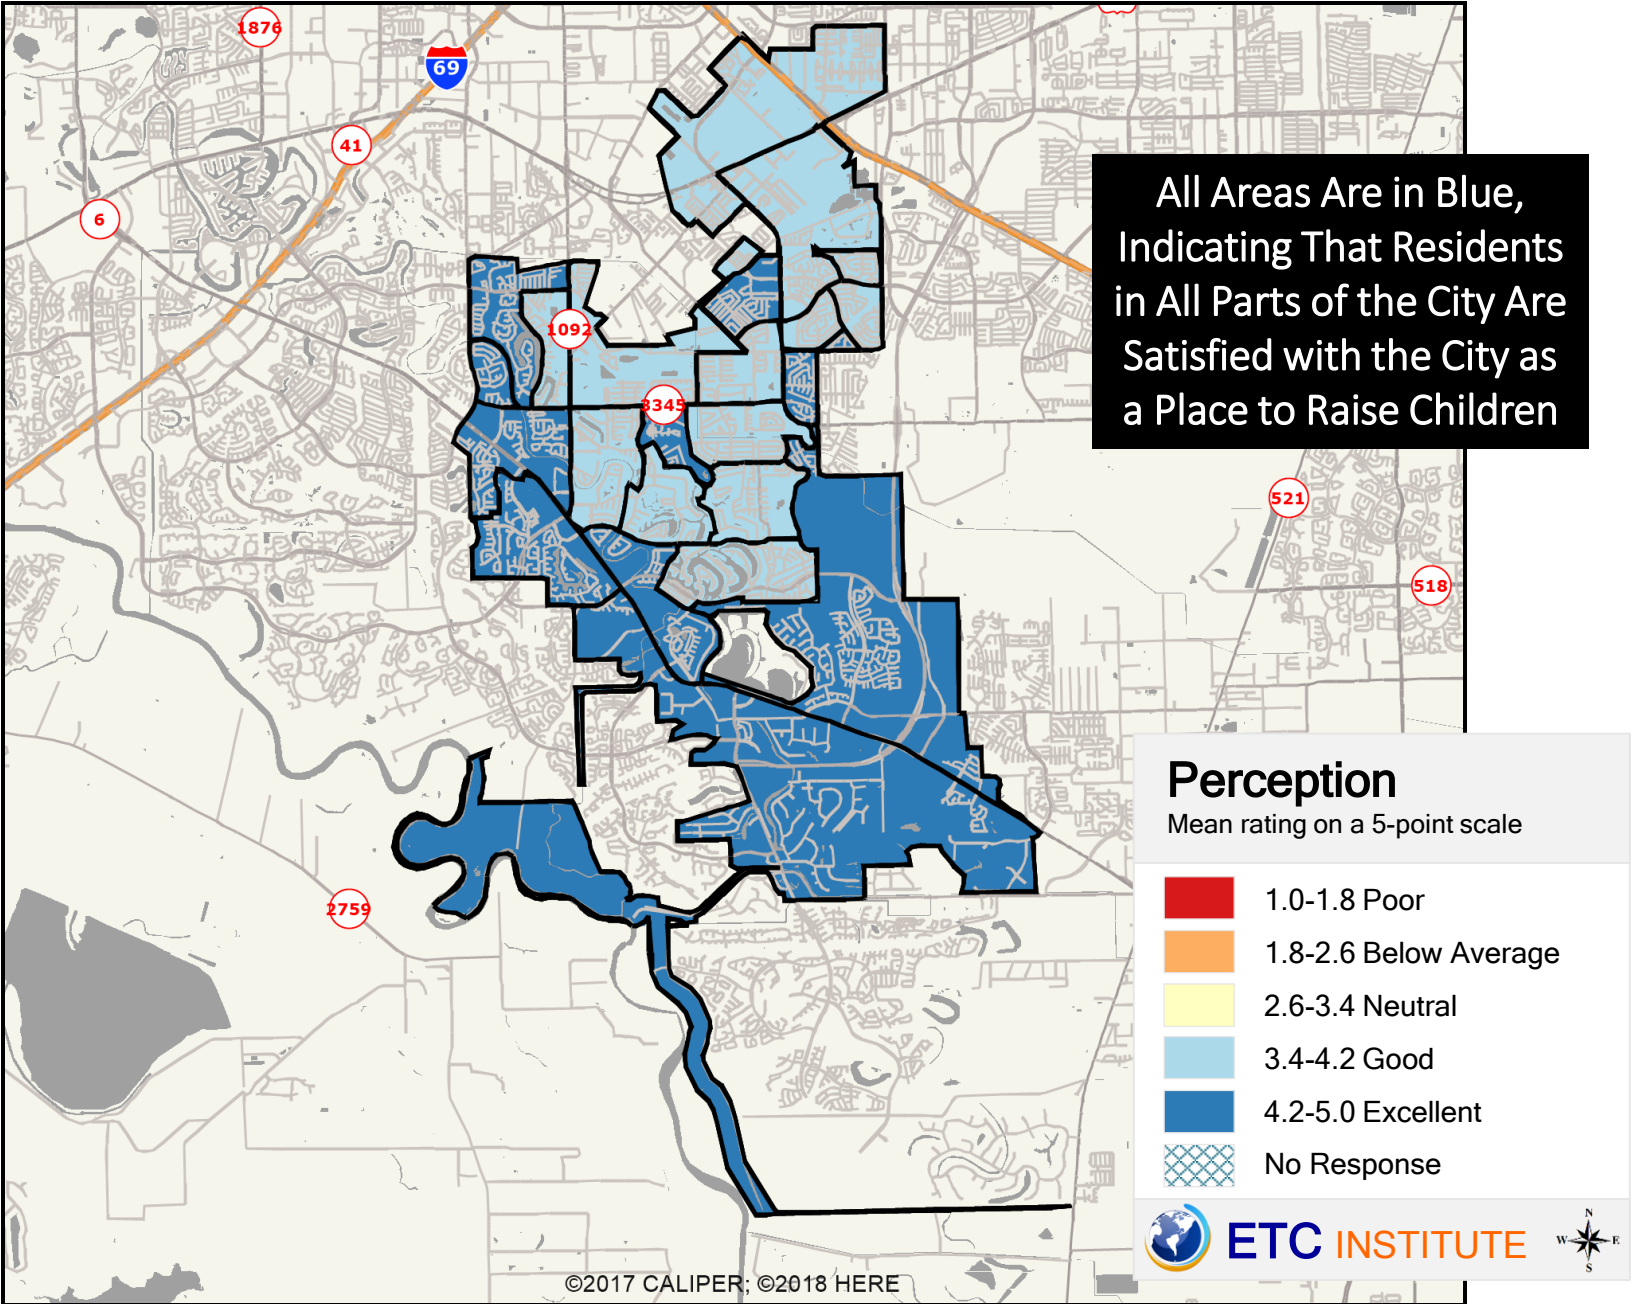 1876
69
41
6
1092
3345
521
518
2759
All Areas Are in Blue,
Indicating That Residents
in All Parts of the City Are
Satisfied with the City as
a Place to Raise Children
Perception
Mean rating on a 5-point scale
1.0-1.8 Poor
1.8-2.6 Below Average
2.6-3.4 Neutral
3.4-4.2 Good
4.2-5.0 Excellent
No Response
ETC INSTITUTE
N
W E
S
©2017 CALIPER; ©2018 HERE